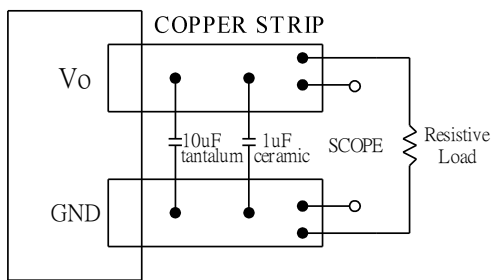 COPPER STRIP
Vo
10uF
tantalum
1uF
ceramic
SCOPE
Resistive
Load
GND